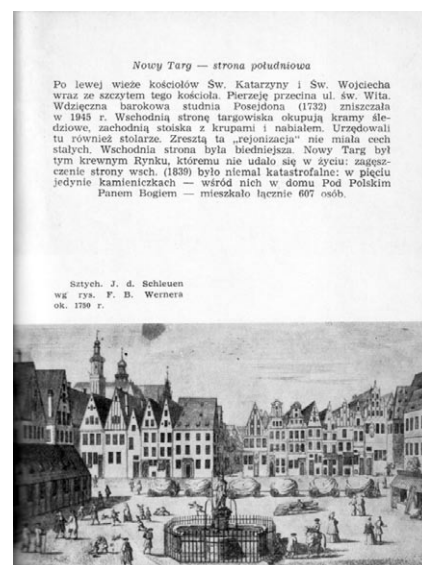 Nowy Targ — strona południowa
Po lewej wieże kościołów Św. Katarzyny i Św. Wojciecha
wraz ze szczytem tego kościoła. Pierzeję przecina ul. św. Wita.
Wdzięczna barokowa studnia Posejdona (1732) zniszczała
w 1945 r. Wschodnią stronę targowiska okupują kramy śle-
dziowe, zachodnią stoiska z krupami i nabiałem. Urzędowali
tu również stolarze. Zresztą ta „rejonizacja” nie miała cech
stałych. Wschodnia strona była biedniejsza. Nowy Targ był
tym krewnym Rynku, któremu nie udało się w życiu: zagęsz-
czenie strony wsch. (1839) było niemal katastrofalne: w pięciu
jedynie kamieniczkach — wśród nich w domu Pod Polskim
Panem Bogiem — mieszkało łącznie 607 osób.
Sztych. J. d. Schleuen
wg rys. F. B. Wernera
ok. 1750 r.